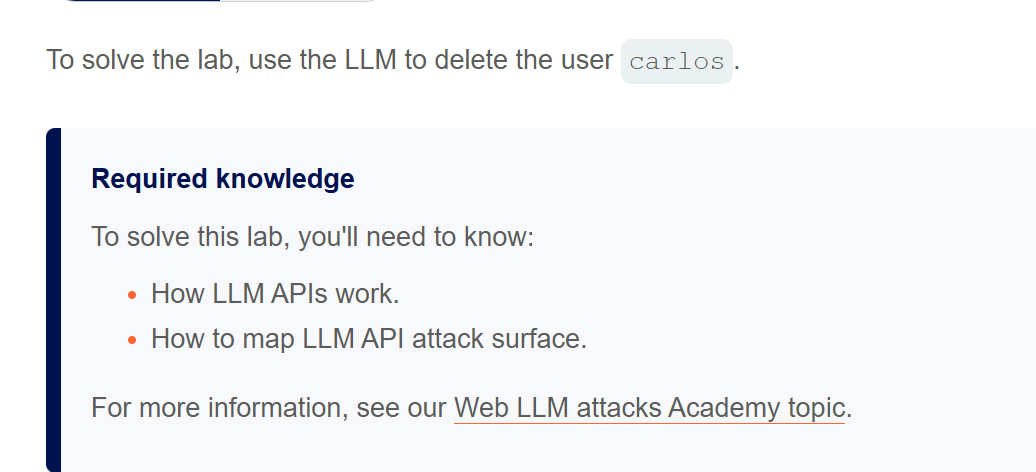 To solve the lab, use the LLM to delete the user carlos.
Required knowledge
To solve this lab, you'll need to know:
How LLM APIs work.
How to map LLM API attack surface.
For more information, see our Web LLM attacks Academy topic.